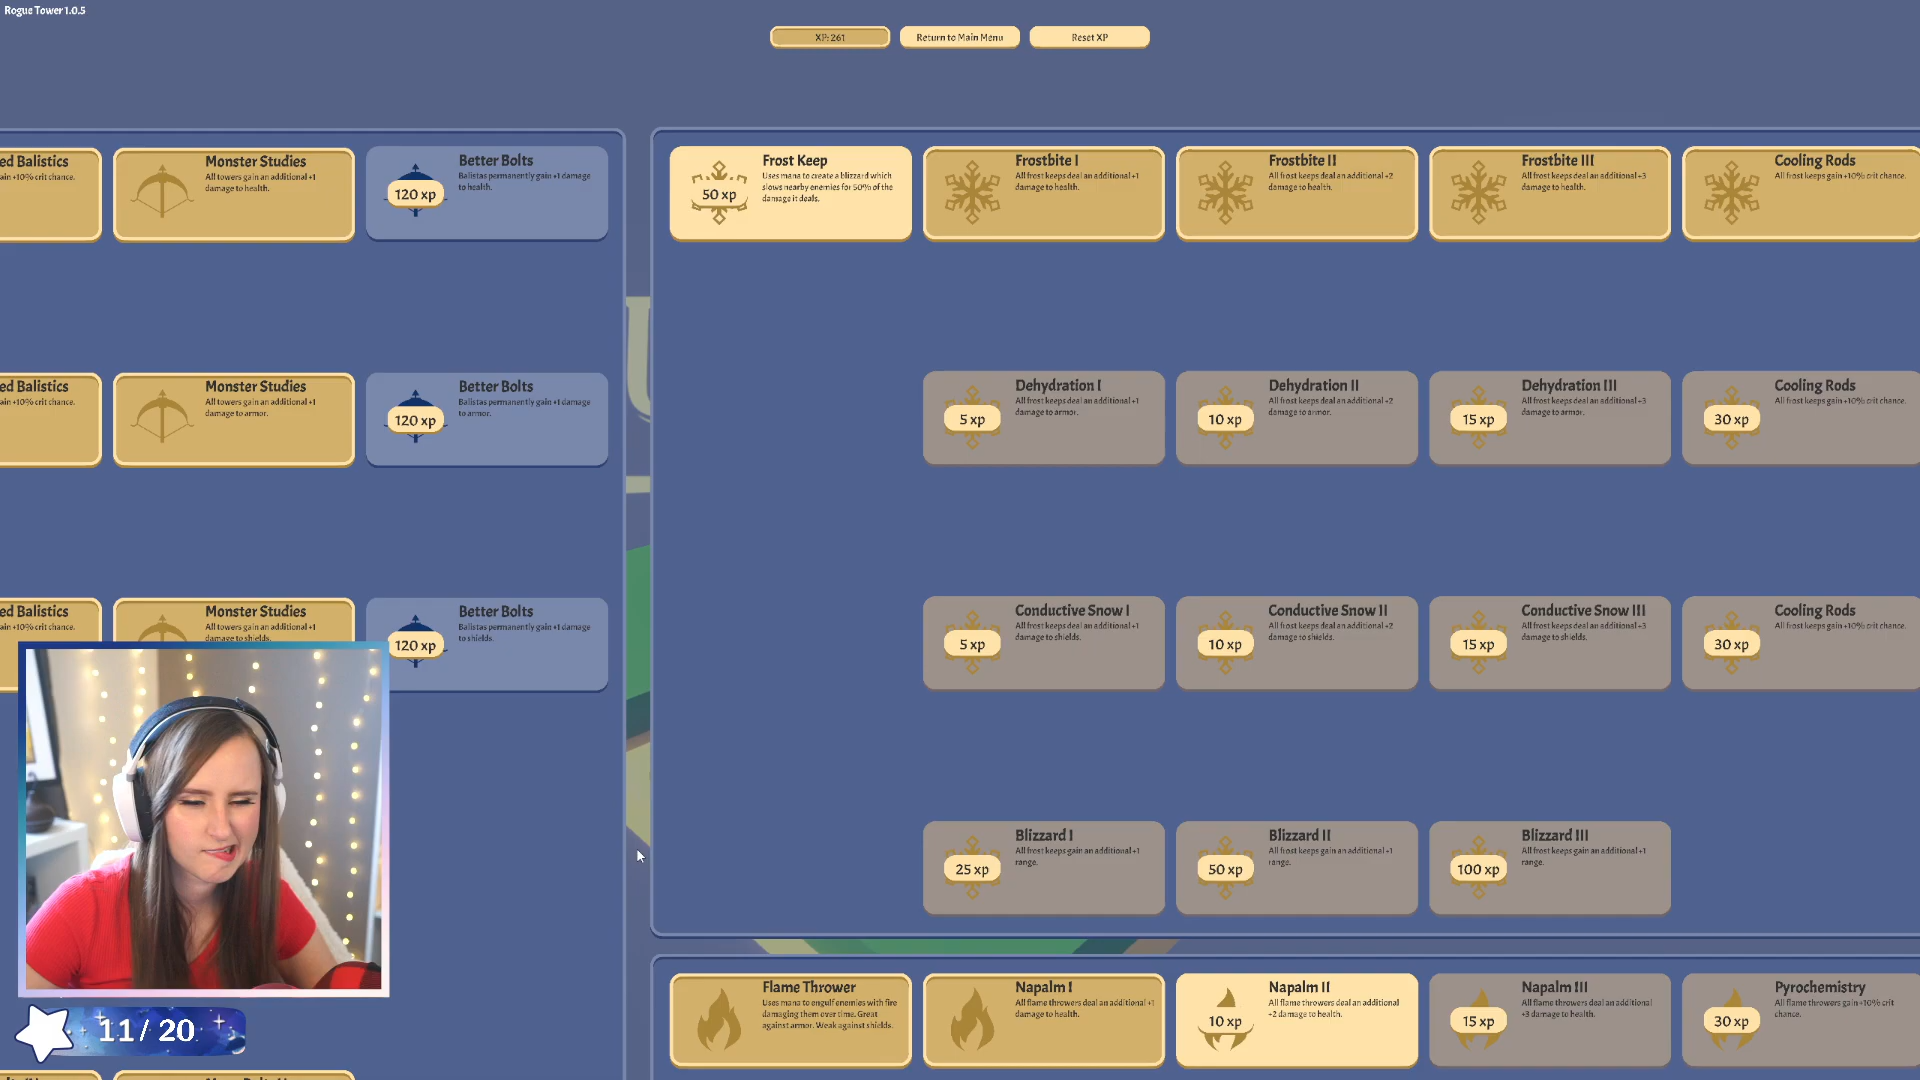 Rogue Tower 1.0.5
XP: 261
Return to Main Menu
Reset XP
ed Balistics
ain +10% crit chance.
Monster Studies
All towers gain an additional +1
damage to health.
Better Bolts
Balistas permanently gain +1 damage
to health.
120 xp
Frost Keep
Uses mana to create a blizzard which
slows nearby enemies for 50% of the
damage it deals.
50 xp
Frostbite I
All frost keeps deal an additional +1
damage to health.
Frostbite II
All frost keeps deal an additional +2
damage to health.
Frostbite III
All frost keeps deal an additional +3
damage to health.
Cooling Rods
All frost keeps gain +10% crit chance.
ed Balistics
ain +10% crit chance.
Monster Studies
All towers gain an additional +1
damage to armor.
Better Bolts
Balistas permanently gain +1 damage
to armor.
120 xp
Dehydration I
All frost keeps deal an additional +1
damage to armor.
5 xp
Dehydration II
All frost keeps deal an additional +2
damage to armor.
10 xp
Dehydration III
All frost keeps deal an additional +3
damage to armor.
15 xp
Cooling Rods
All frost keeps gain +10% crit chance.
30 xp
ed Balistics
ain +10% crit chance.
Monster Studies
All towers gain an additional +1
damage to shields.
Better Bolts
Balistas permanently gain +1 damage
to shields.
120 xp
Conductive Snow I
All frost keeps deal an additional +1
damage to shields.
5 xp
Conductive Snow II
All frost keeps deal an additional +2
damage to shields.
10 xp
Conductive Snow III
All frost keeps deal an additional +3
damage to shields.
15 xp
Cooling Rods
All frost keeps gain +10% crit chance.
30 xp
Blizzard I
All frost keeps gain an additional +1
range.
25 xp
Blizzard II
All frost keeps gain an additional +1
range.
50 xp
Blizzard III
All frost keeps gain an additional +1
range.
100 xp
Flame Thrower
Uses mana to engulf enemies with fire
damaging them over time. Great
against armor. Weak against shields.
Napalm I
All flame throwers deal an additional +1
damage to health.
Napalm II
All flame throwers deal an additional
+2 damage to health.
10 xp
Napalm III
All flame throwers deal an additional
+3 damage to health.
15 xp
Pyrochemistry
All flame throwers gain +10% crit
chance.
30 xp
11 / 20